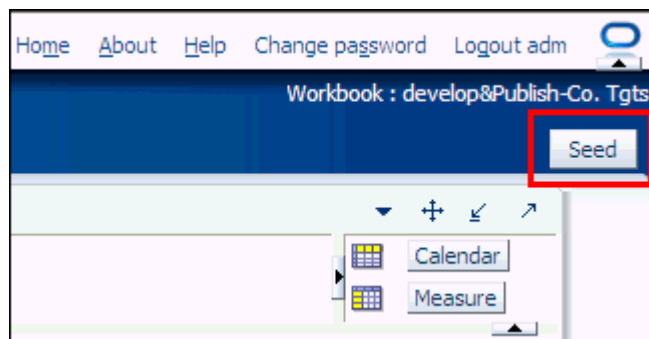 Home About Help Change password Logout adm
Workbook : develop&Publish-Co. Tgts
Seed
Calendar
Measure